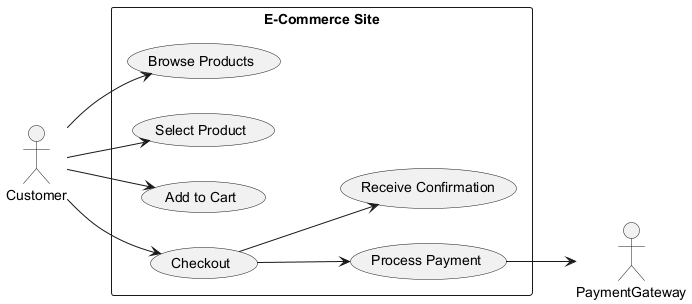 E-Commerce Site
Browse Products
Select Product
Customer
Add to Cart
Receive Confirmation
Checkout
Process Payment
PaymentGateway